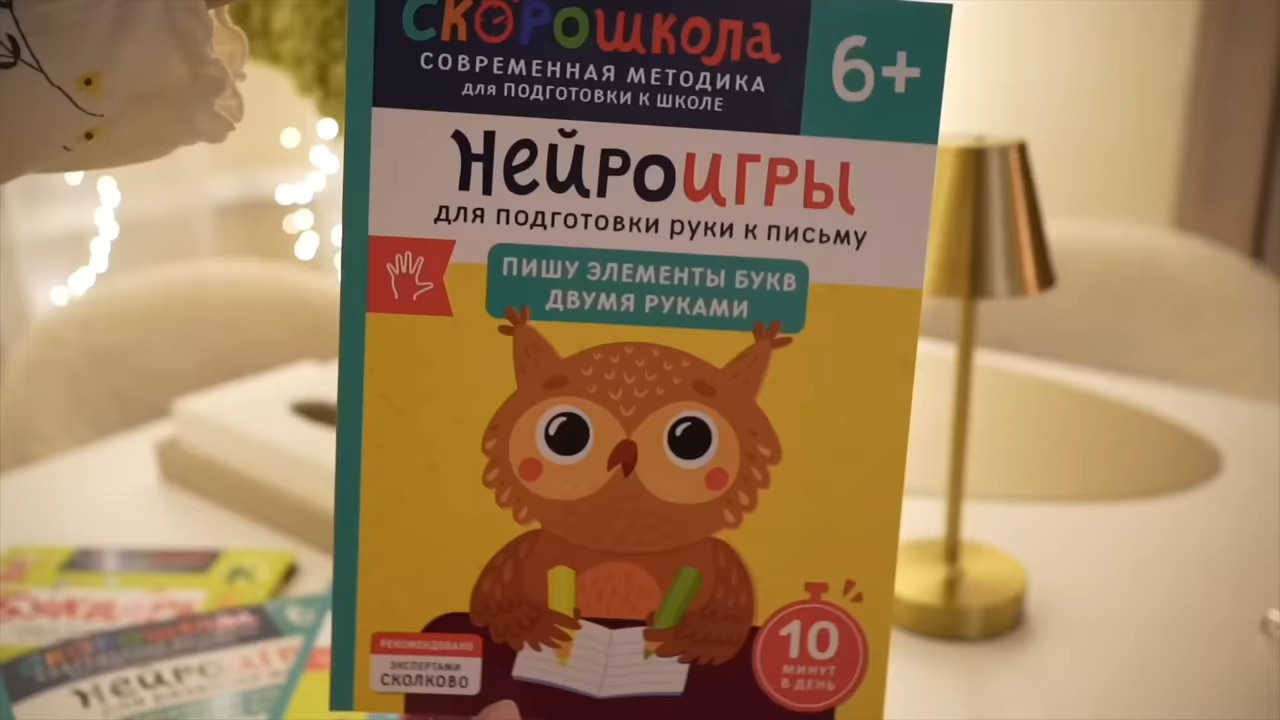 СКОРОШКОЛА
СОВРЕМЕННАЯ МЕТОДИКА
для ПОДГОТОВКИ К ШКОЛЕ
6+
НейроИГРЫ
для подготовки руки к письму
ПИШУ ЭЛЕМЕНТЫ БУКВ
ДВУМЯ РУКАМИ
10
МИНУТ
В ДЕНЬ
РЕКОМЕНДОВАНО
ЭКСПЕРТАМИ
СКОЛКОВО
СКОРОШКОЛА